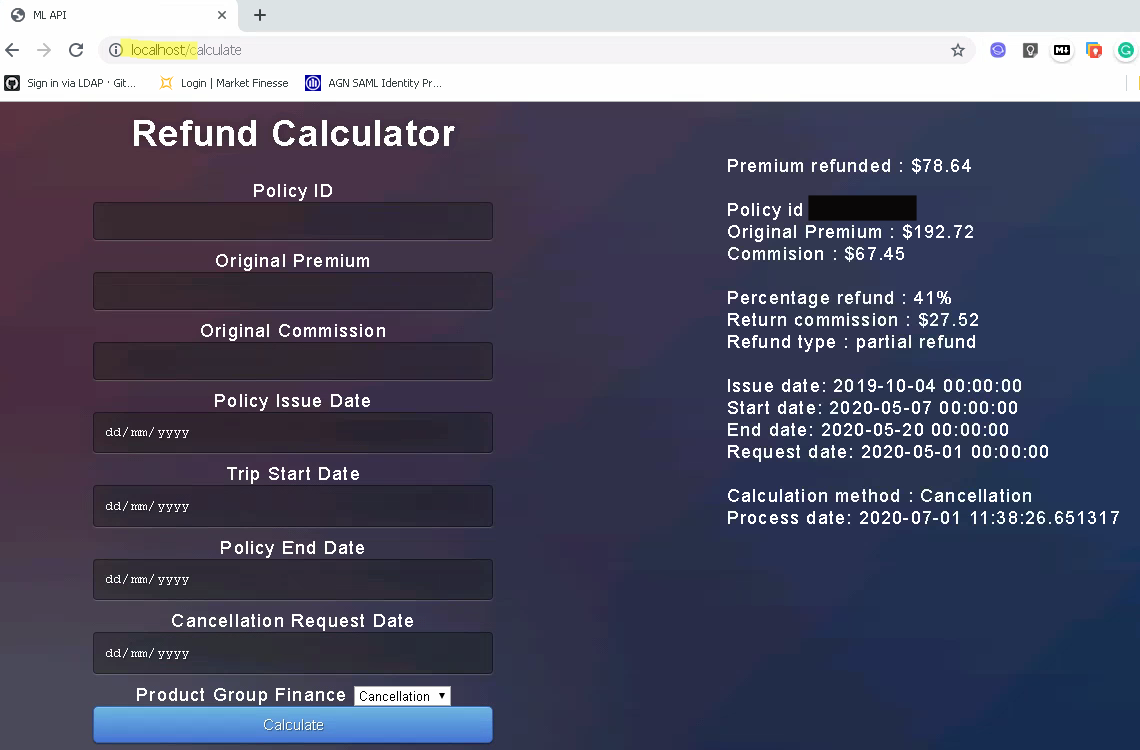 ML API
localhost/calculate
Sign in via LDAP · Git...
Login | Market Finesse
AGN SAML Identity Pr...
Refund Calculator
Policy ID
Original Premium
Original Commission
Policy Issue Date
dd/mm/yyyy
Trip Start Date
dd/mm/yyyy
Policy End Date
dd/mm/yyyy
Cancellation Request Date
dd/mm/yyyy
Product Group Finance Cancellation
Calculate
Premium refunded : $78.64
Policy id
Original Premium : $192.72
Commision : $67.45
Percentage refund : 41%
Return commission : $27.52
Refund type : partial refund
Issue date: 2019-10-04 00:00:00
Start date: 2020-05-07 00:00:00
End date: 2020-05-20 00:00:00
Request date: 2020-05-01 00:00:00
Calculation method : Cancellation
Process date: 2020-07-01 11:38:26.651317